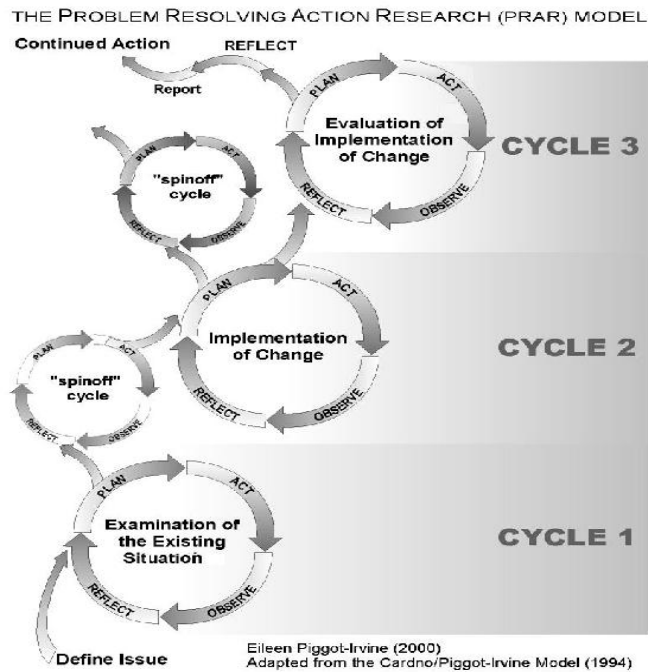 THE PROBLEM RESOLVING ACTION RESEARCH (PRAR) MODEL
Continued Action
REFLECT
Report
PLAN
ACT
OBSERVE
REFLECT
Evaluation of
Implementation
of Change
CYCLE 3
PLAN
ACT
OBSERVE
REFLECT
"spinoff"
cycle
PLAN
ACT
OBSERVE
REFLECT
Implementation
of Change
CYCLE 2
PLAN
ACT
OBSERVE
REFLECT
"spinoff"
cycle
PLAN
ACT
OBSERVE
REFLECT
Examination of
the Existing
Situation
CYCLE 1
Define Issue
Eileen Piggot-Irvine (2000)
Adapted from the Cardno/Piggot-Irvine Model (1994)